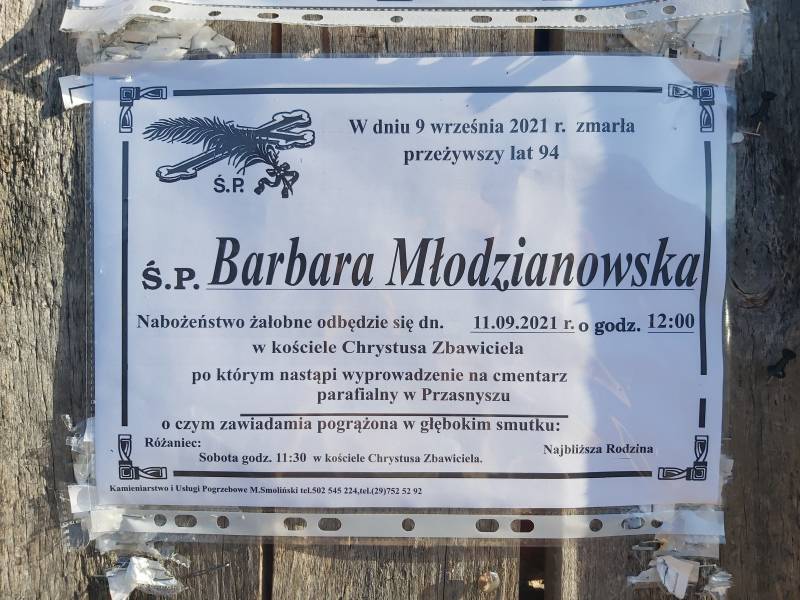 W dniu 9 września 2021 r. zmarła
przeżywszy lat 94
Ś.P.
Ś.P. Barbara Młodzianowska
Nabożeństwo żałobne odbędzie się dn. 11.09.2021 r. o godz. 12:00
w kościele Chrystusa Zbawiciela
po którym nastąpi wyprowadzenie na cmentarz
parafialny w Przasnyszu
o czym zawiadamia pogrążona w głębokim smutku:
Różaniec:
Najbliższa Rodzina
Sobota godz. 11:30 w kościele Chrystusa Zbawiciela.
Kamieniarstwo i Usługi Pogrzebowe M.Smoliński tel.502 545 224,tel.(29)752 52 92